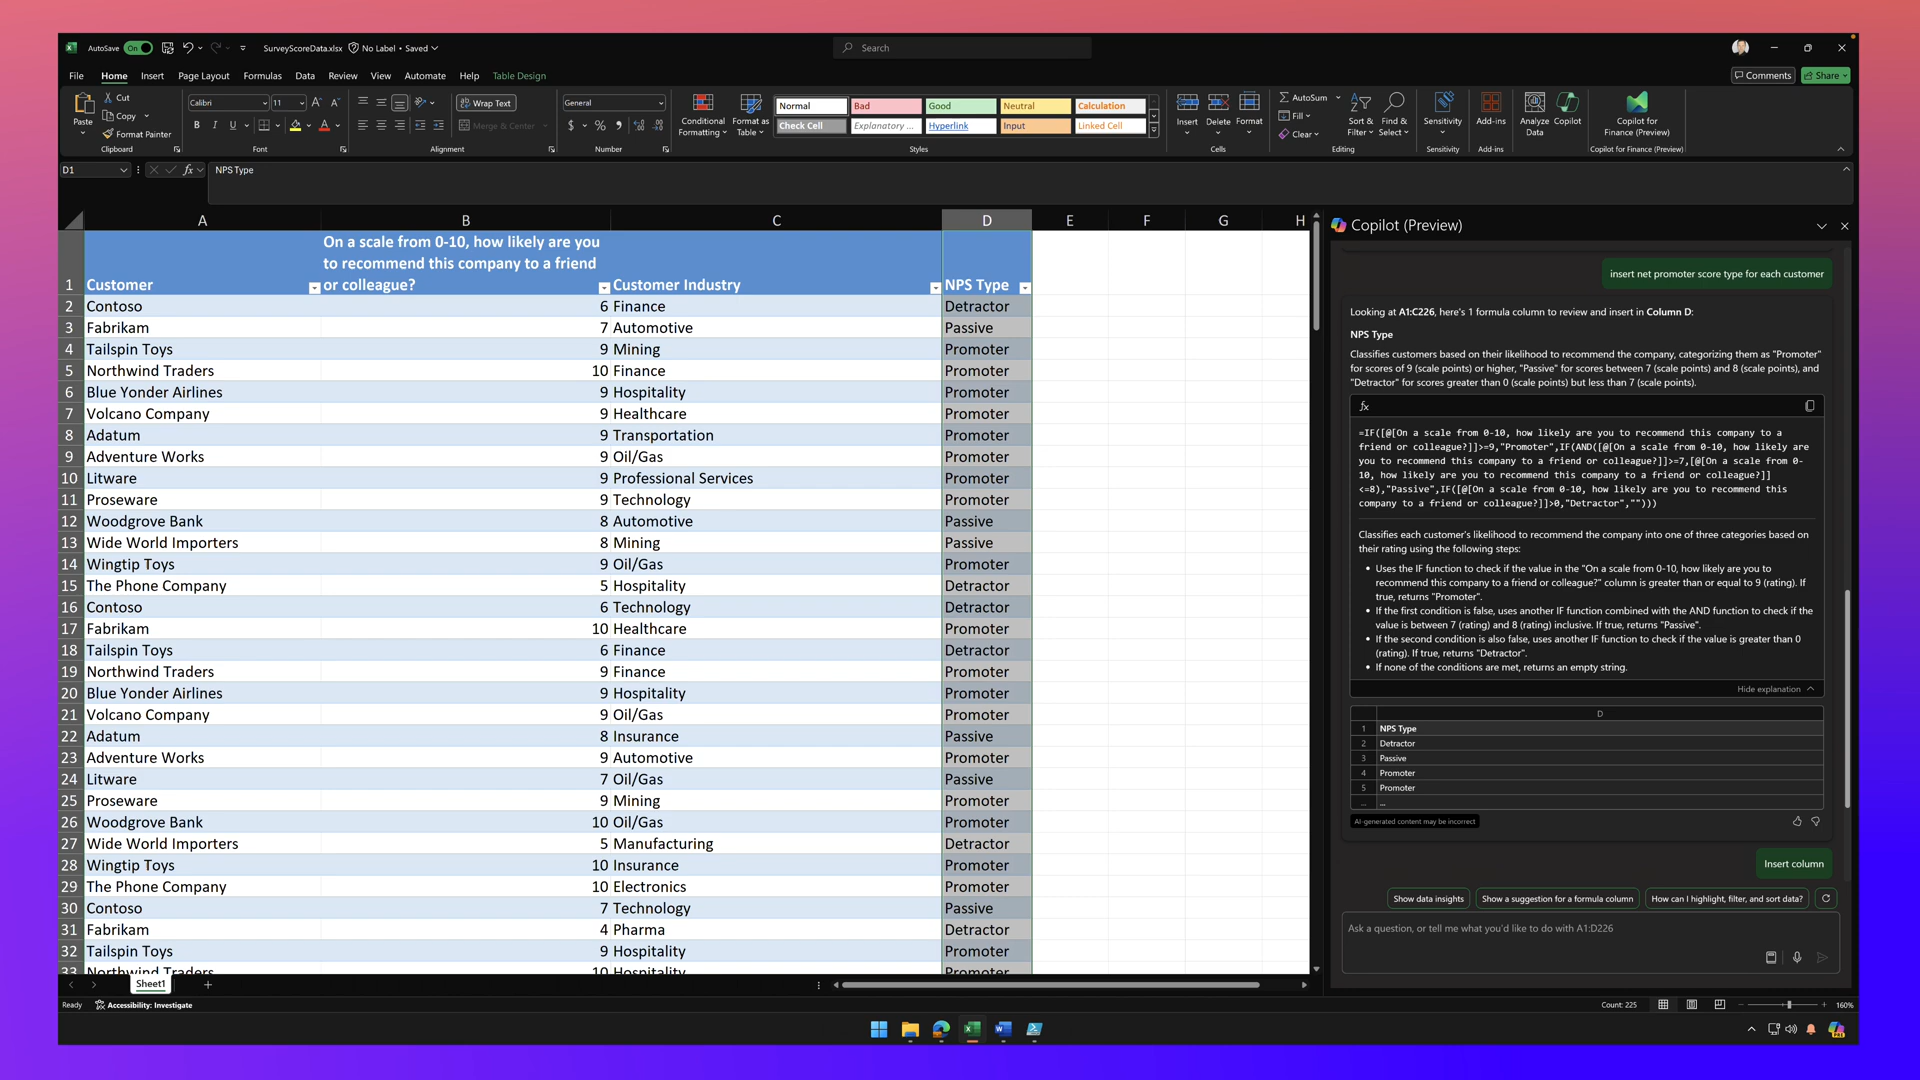 AutoSave On SurveyScoreData.xlsx No Label • Saved Search
File Home Insert Page Layout Formulas Data Review View Automate Help Table Design Comments Share
Paste Cut Copy Format Painter Clipboard
Calibri 11 B I U Font
Wrap Text Merge & Center Alignment
General $ % Number
Conditional Formatting Format as Table
Normal Bad Good Neutral Calculation
Check Cell Explanatory ... Hyperlink Input Linked Cell
Styles
Insert Delete Format Cells
AutoSum Fill Clear Sort & Filter Find & Select Editing
Sensitivity Sensitivity
Add-ins Add-ins
Analyze Data Copilot
Copilot for Finance (Preview) Copilot for Finance (Preview)
D1 fx NPS Type
A B C D E F G H
1 Customer On a scale from 0-10, how likely are you to recommend this company to a friend or colleague? Customer Industry NPS Type
2 Contoso 6 Finance Detractor
3 Fabrikam 7 Automotive Passive
4 Tailspin Toys 9 Mining Promoter
5 Northwind Traders 10 Finance Promoter
6 Blue Yonder Airlines 9 Hospitality Promoter
7 Volcano Company 9 Healthcare Promoter
8 Adatum 9 Transportation Promoter
9 Adventure Works 9 Oil/Gas Promoter
10 Litware 9 Professional Services Promoter
11 Proseware 9 Technology Promoter
12 Woodgrove Bank 8 Automotive Passive
13 Wide World Importers 8 Mining Passive
14 Wingtip Toys 9 Oil/Gas Promoter
15 The Phone Company 5 Hospitality Detractor
16 Contoso 6 Technology Detractor
17 Fabrikam 10 Healthcare Promoter
18 Tailspin Toys 6 Finance Detractor
19 Northwind Traders 9 Finance Promoter
20 Blue Yonder Airlines 9 Hospitality Promoter
21 Volcano Company 9 Oil/Gas Promoter
22 Adatum 8 Insurance Passive
23 Adventure Works 9 Automotive Promoter
24 Litware 7 Oil/Gas Passive
25 Proseware 9 Mining Promoter
26 Woodgrove Bank 10 Oil/Gas Promoter
27 Wide World Importers 5 Manufacturing Detractor
28 Wingtip Toys 10 Insurance Promoter
29 The Phone Company 10 Electronics Promoter
30 Contoso 7 Technology Passive
31 Fabrikam 4 Pharma Detractor
32 Tailspin Toys 9 Hospitality Promoter
33 Northwind Traders 10 Hospitality Promoter
Sheet1
Ready Accessibility: Investigate Count: 225 160%
Copilot (Preview)
insert net promoter score type for each customer
Looking at A1:C226, here's 1 formula column to review and insert in Column D:
NPS Type
Classifies customers based on their likelihood to recommend the company, categorizing them as "Promoter"
for scores of 9 (scale points) or higher, "Passive" for scores between 7 (scale points) and 8 (scale points), and
"Detractor" for scores greater than 0 (scale points) but less than 7 (scale points).
fx
=IF([@[On a scale from 0-10, how likely are you to recommend this company to a
friend or colleague?]]>=9,"Promoter",IF(AND([@[On a scale from 0-10, how likely are
you to recommend this company to a friend or colleague?]]>=7,[@[On a scale from 0-
10, how likely are you to recommend this company to a friend or colleague?]]
<=8),"Passive",IF([@[On a scale from 0-10, how likely are you to recommend this
company to a friend or colleague?]]>0,"Detractor","")))
Classifies each customer's likelihood to recommend the company into one of three categories based on
their rating using the following steps:
• Uses the IF function to check if the value in the "On a scale from 0-10, how likely are you to
recommend this company to a friend or colleague?" column is greater than or equal to 9 (rating). If
true, returns "Promoter".
• If the first condition is false, uses another IF function combined with the AND function to check if the
value is between 7 (rating) and 8 (rating) inclusive. If true, returns "Passive".
• If the second condition is also false, uses another IF function to check if the value is greater than 0
(rating). If true, returns "Detractor".
• If none of the conditions are met, returns an empty string.
Hide explanation
D
1 NPS Type
2 Detractor
3 Passive
4 Promoter
5 Promoter
... ...
AI-generated content may be incorrect
Insert column
Show data insights Show a suggestion for a formula column How can I highlight, filter, and sort data?
Ask a question, or tell me what you'd like to do with A1:D226